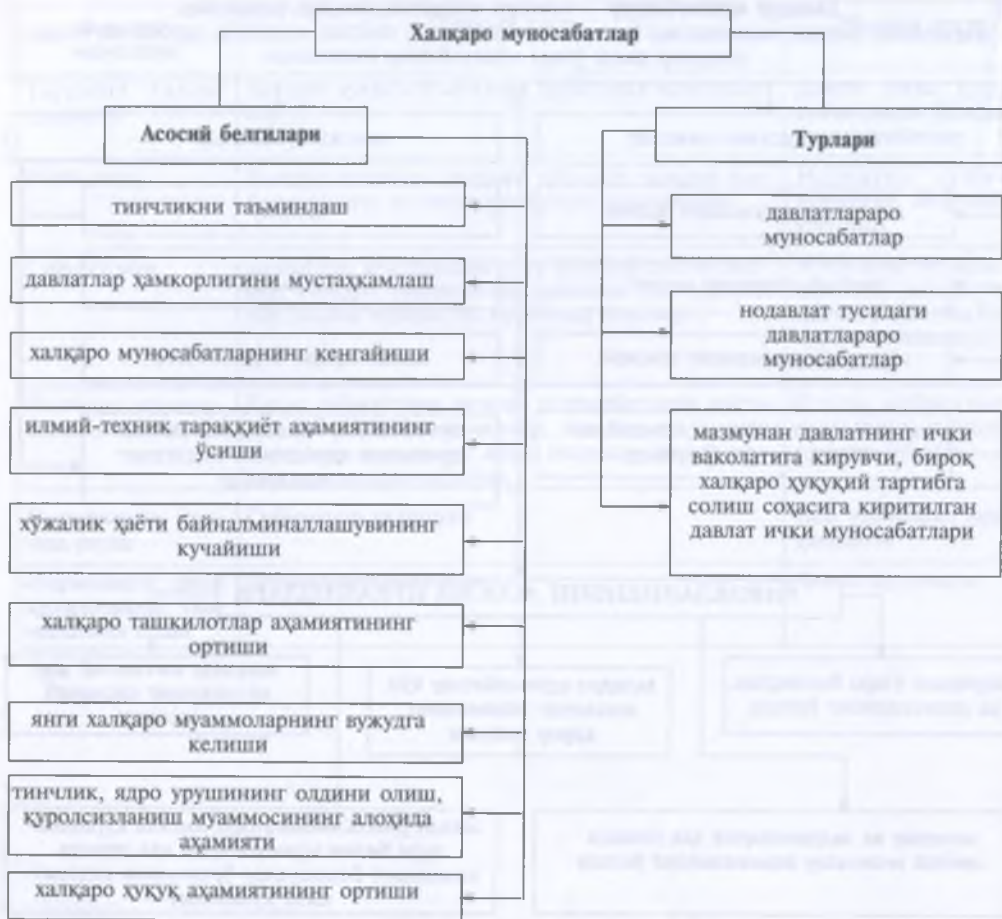 Халқаро муносабатлар
Асосий белгилари
тинчликни таъминлаш
давлатлар ҳамкорлигини мустаҳкамлаш
халқаро муносабатларнинг кенгайиши
илмий-техник тараққиёт аҳамиятининг
ўсиши
хўжалик ҳаёти байналминаллашувининг
кучайиши
халқаро ташкилотлар аҳамиятининг
ортиши
янги халқаро муаммоларнинг вужудга
келиши
тинчлик, ядро урушининг олдини олиш,
қуролсизланиш муаммосининг алоҳида
аҳамияти
халқаро ҳуқуқ аҳамиятининг ортиши
Турлари
давлатлараро
муносабатлар
нодавлат тусидаги
давлатлараро
муносабатлар
мазмунан давлатнинг ички
ваколатига кирувчи, бироқ
халқаро ҳуқуқий тартибга
солиш соҳасига киритилган
давлат ички муносабатлари